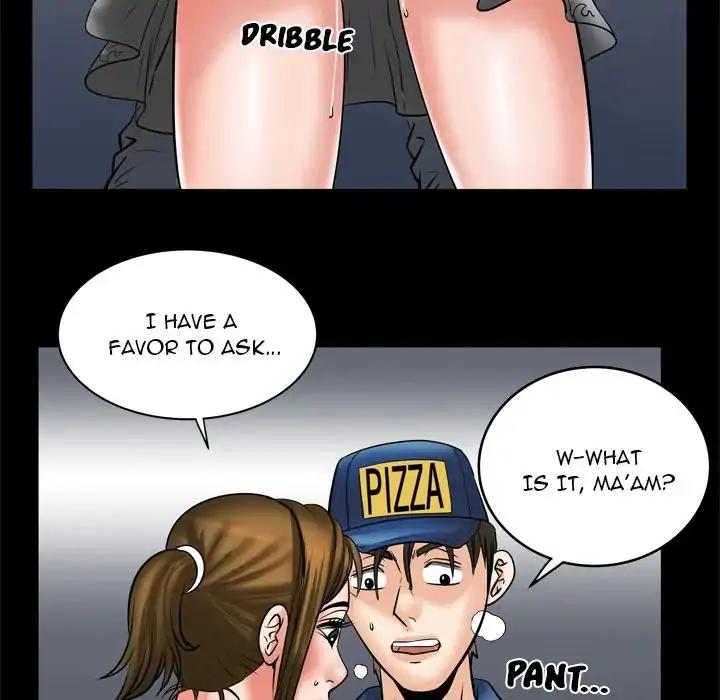 DRIBBLE
I HAVE A
FAVOR TO ASK...
W-WHAT
IS IT, MA'AM?
PIZZA
PANT...